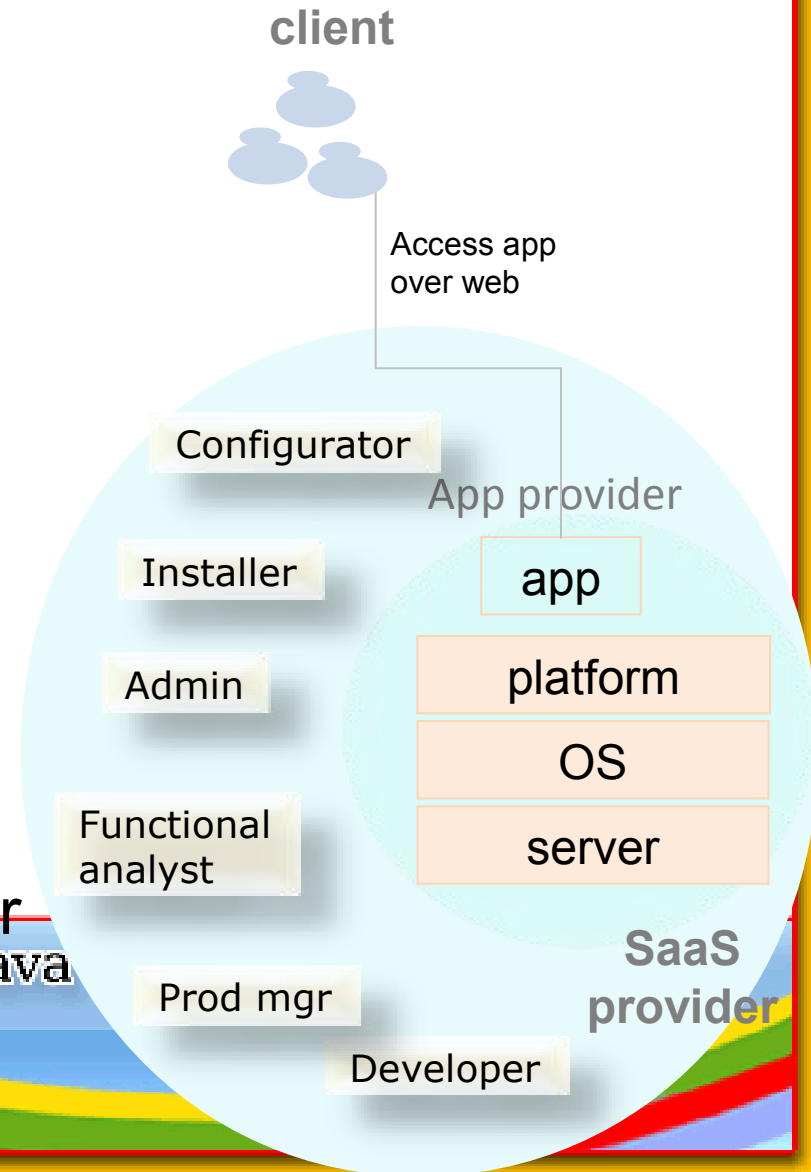 client
Access app
over web
Configurator
App provider
Installer
app
Admin
platform
OS
Functional
analyst
server
r
ava
SaaS
provider
Prod mgr
Developer